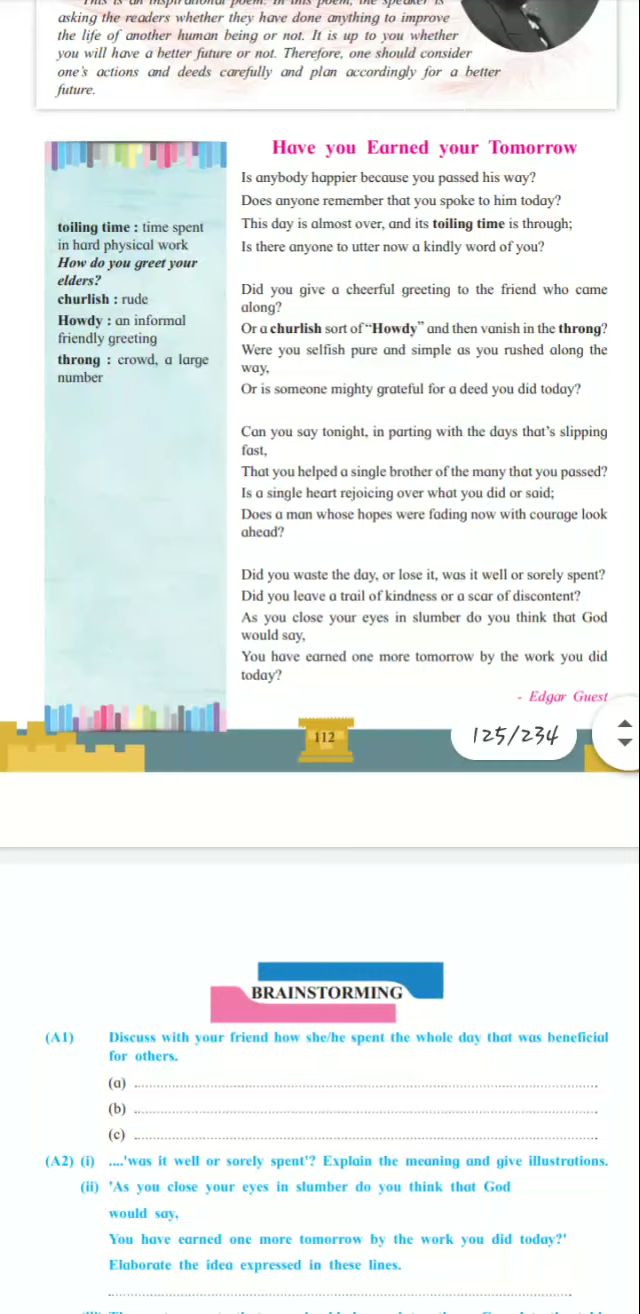 This is an inspirational poem. In this poem, the speaker is
asking the readers whether they have done anything to improve
the life of another human being or not. It is up to you whether
you will have a better future or not. Therefore, one should consider
one's actions and deeds carefully and plan accordingly for a better
future.
Have you Earned your Tomorrow
toiling time : time spent
in hard physical work
How do you greet your
elders?
churlish : rude
Howdy : an informal
friendly greeting
throng : crowd, a large
number
Is anybody happier because you passed his way?
Does anyone remember that you spoke to him today?
This day is almost over, and its toiling time is through;
Is there anyone to utter now a kindly word of you?
Did you give a cheerful greeting to the friend who came
along?
Or a churlish sort of “Howdy” and then vanish in the throng?
Were you selfish pure and simple as you rushed along the
way,
Or is someone mighty grateful for a deed you did today?
Can you say tonight, in parting with the days that's slipping
fast,
That you helped a single brother of the many that you passed?
Is a single heart rejoicing over what you did or said;
Does a man whose hopes were fading now with courage look
ahead?
Did you waste the day, or lose it, was it well or sorely spent?
Did you leave a trail of kindness or a scar of discontent?
As you close your eyes in slumber do you think that God
would say,
You have earned one more tomorrow by the work you did
today?
- Edgar Guest
112
125/234
BRAINSTORMING
(A1) Discuss with your friend how she/he spent the whole day that was beneficial
for others.
(a)
(b)
(c)
(A2) (i) ....'was it well or sorely spent'? Explain the meaning and give illustrations.
(ii) 'As you close your eyes in slumber do you think that God
would say,
You have earned one more tomorrow by the work you did today?'
Elaborate the idea expressed in these lines.